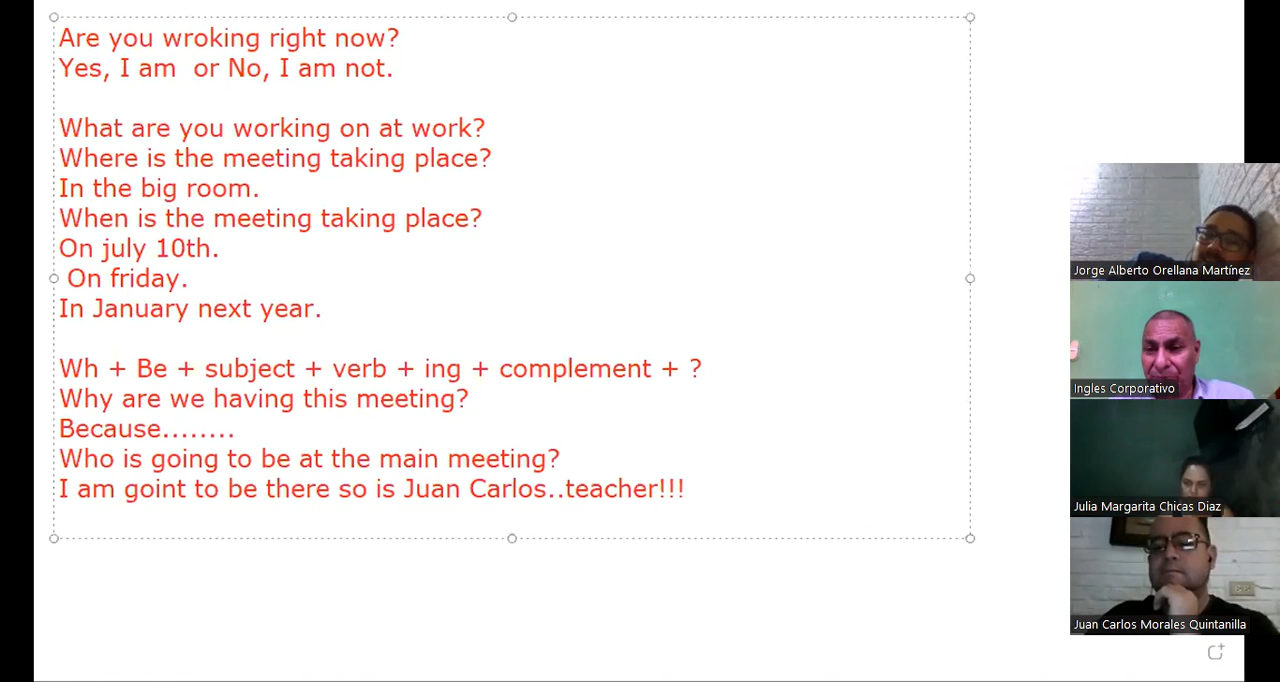 Are you wroking right now?
Yes, I am  or No, I am not.
What are you working on at work?
Where is the meeting taking place?
In the big room.
When is the meeting taking place?
On july 10th.
On friday.
In January next year.
Wh + Be + subject + verb + ing + complement + ?
Why are we having this meeting?
Because........
Who is going to be at the main meeting?
I am goint to be there so is Juan Carlos..teacher!!!
Jorge Alberto Orellana Martínez
Ingles Corporativo
Julia Margarita Chicas Diaz
Juan Carlos Morales Quintanilla